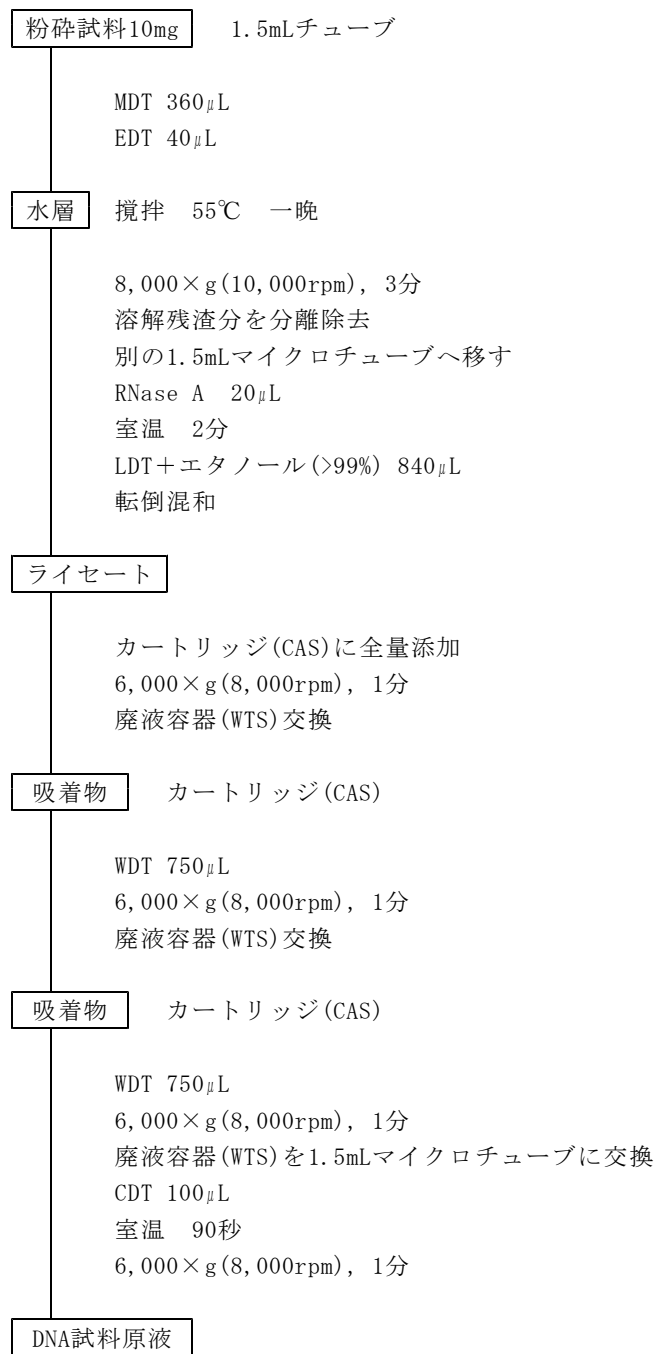 粉砕試料10mg　1.5mLチューブ
MDT 360μL
EDT 40μL
水層　撹拌　55℃　一晩
8,000×g(10,000rpm), 3分
溶解残渣分を分離除去
別の1.5mLマイクロチューブへ移す
RNase A　20μL
室温　2分
LDT＋エタノール(>99%) 840μL
転倒混和
ライセート
カートリッジ(CAS)に全量添加
6,000×g(8,000rpm), 1分
廃液容器(WTS)交換
吸着物　カートリッジ(CAS)
WDT 750μL
6,000×g(8,000rpm), 1分
廃液容器(WTS)交換
吸着物　カートリッジ(CAS)
WDT 750μL
6,000×g(8,000rpm), 1分
廃液容器(WTS)を1.5mLマイクロチューブに交換
CDT 100μL
室温　90秒
6,000×g(8,000rpm), 1分
DNA試料原液